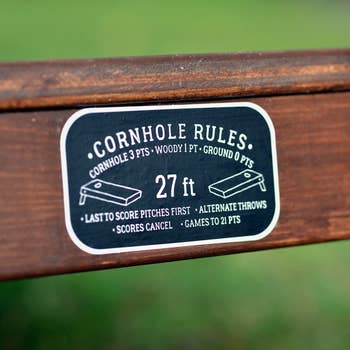 • CORNHOLE RULES •
CORNHOLE 3 PTS • WOODY 1 PT • GROUND 0 PTS
27 ft
• LAST TO SCORE PITCHES FIRST • ALTERNATE THROWS
• SCORES CANCEL • GAMES TO 21 PTS